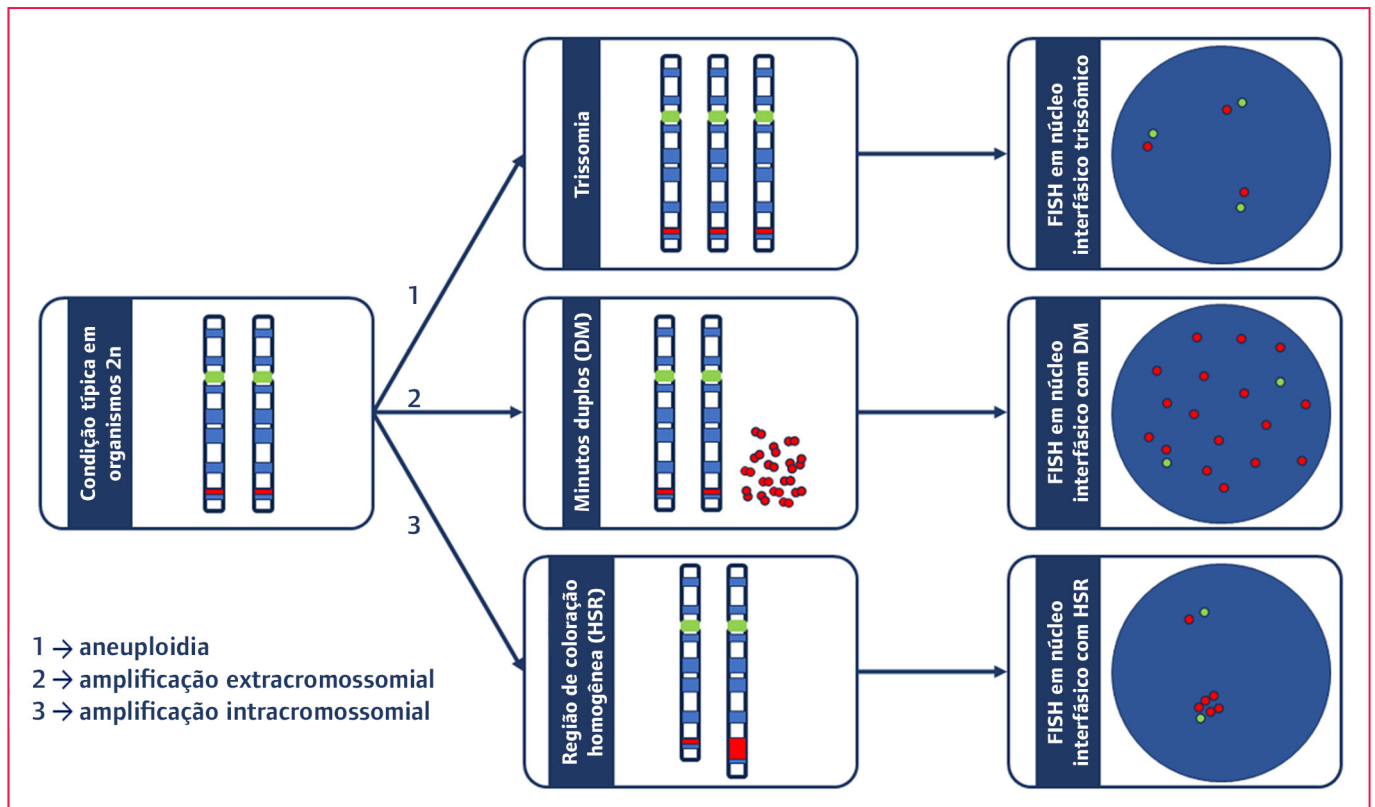 Condição típica em
organismos 2n
1
2
3
Trissomia
FISH em núcleo
interfásico trissômico
Minutos duplos (DM)
FISH em núcleo
interfásico com DM
Região de coloração
homogênea (HSR)
FISH em núcleo
interfásico com HSR
1 → aneuploidia
2 → amplificação extracromossomial
3 → amplificação intracromossomial